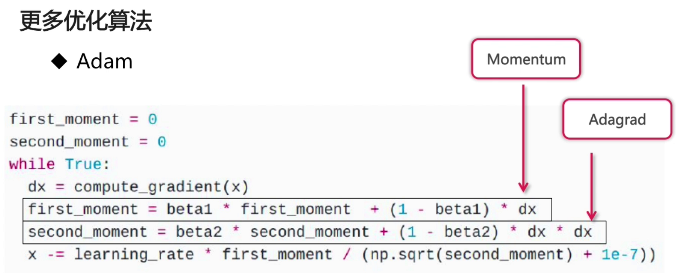 更多优化算法
◆ Adam
Momentum
Adagrad
first_moment = 0
second_moment = 0
while True:
  dx = compute_gradient(x)
  first_moment = beta1 * first_moment  + (1 - beta1) * dx
  second_moment = beta2 * second_moment + (1 - beta2) * dx * dx
  x -= learning_rate * first_moment / (np.sqrt(second_moment) + 1e-7))